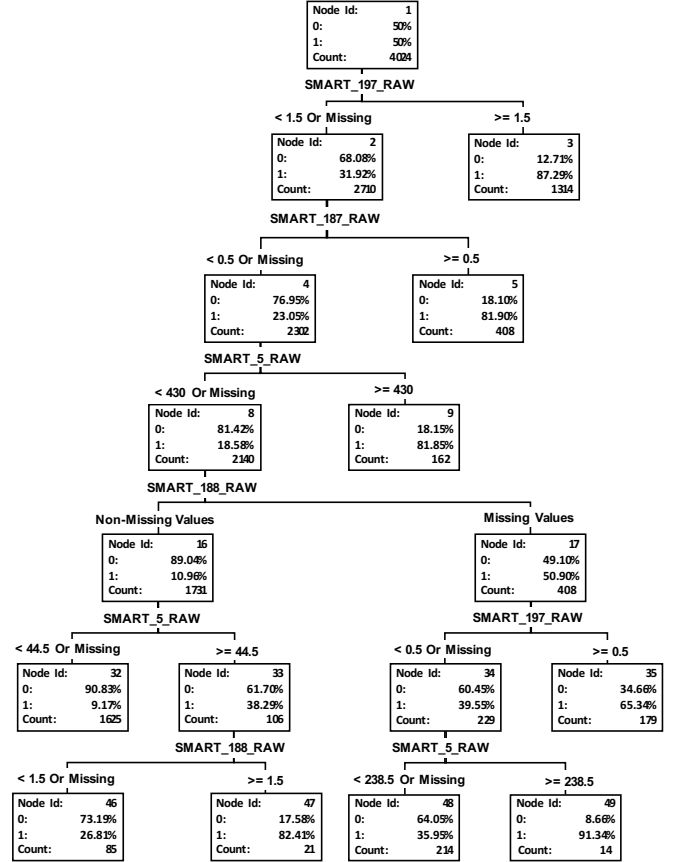 Node Id: 1
0: 50%
1: 50%
Count: 4024
SMART_197_RAW
< 1.5 Or Missing >= 1.5
Node Id: 2 Node Id: 3
0: 68.08% 0: 12.71%
1: 31.92% 1: 87.29%
Count: 2710 Count: 1314
SMART_187_RAW
< 0.5 Or Missing >= 0.5
Node Id: 4 Node Id: 5
0: 76.95% 0: 18.10%
1: 23.05% 1: 81.90%
Count: 2302 Count: 408
SMART_5_RAW
< 430 Or Missing >= 430
Node Id: 8 Node Id: 9
0: 81.42% 0: 18.15%
1: 18.58% 1: 81.85%
Count: 2140 Count: 162
SMART_188_RAW
Non-Missing Values Missing Values
Node Id: 16 Node Id: 17
0: 89.04% 0: 49.10%
1: 10.96% 1: 50.90%
Count: 1731 Count: 408
SMART_5_RAW SMART_197_RAW
< 44.5 Or Missing >= 44.5 < 0.5 Or Missing >= 0.5
Node Id: 32 Node Id: 33 Node Id: 34 Node Id: 35
0: 90.83% 0: 61.70% 0: 60.45% 0: 34.66%
1: 9.17% 1: 38.29% 1: 39.55% 1: 65.34%
Count: 1625 Count: 106 Count: 229 Count: 179
SMART_188_RAW SMART_5_RAW
< 1.5 Or Missing >= 1.5 < 238.5 Or Missing >= 238.5
Node Id: 46 Node Id: 47 Node Id: 48 Node Id: 49
0: 73.19% 0: 17.58% 0: 64.05% 0: 8.66%
1: 26.81% 1: 82.41% 1: 35.95% 1: 91.34%
Count: 85 Count: 21 Count: 214 Count: 14